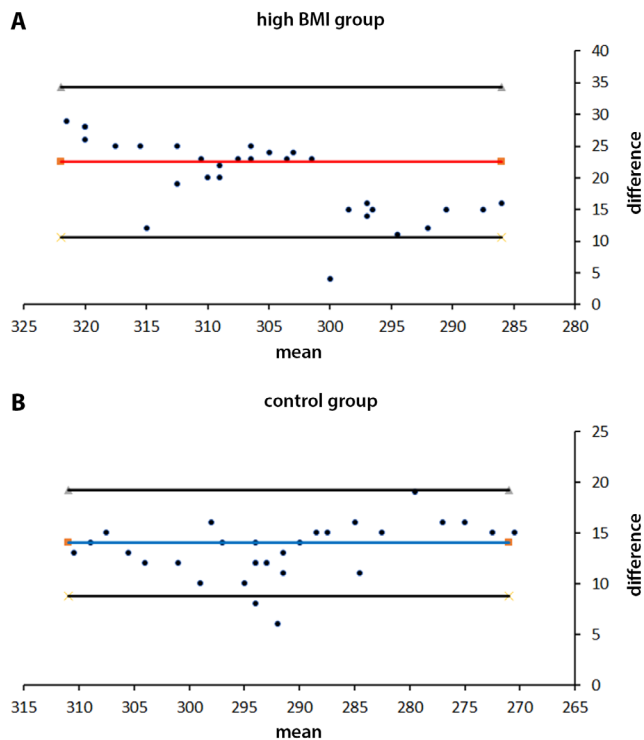 A
high BMI group
40
35
30
25
20
15
10
5
0
difference
325 320 315 310 305 300 295 290 285 280
mean
B
control group
25
20
15
10
5
0
difference
315 310 305 300 295 290 285 280 275 270 265
mean